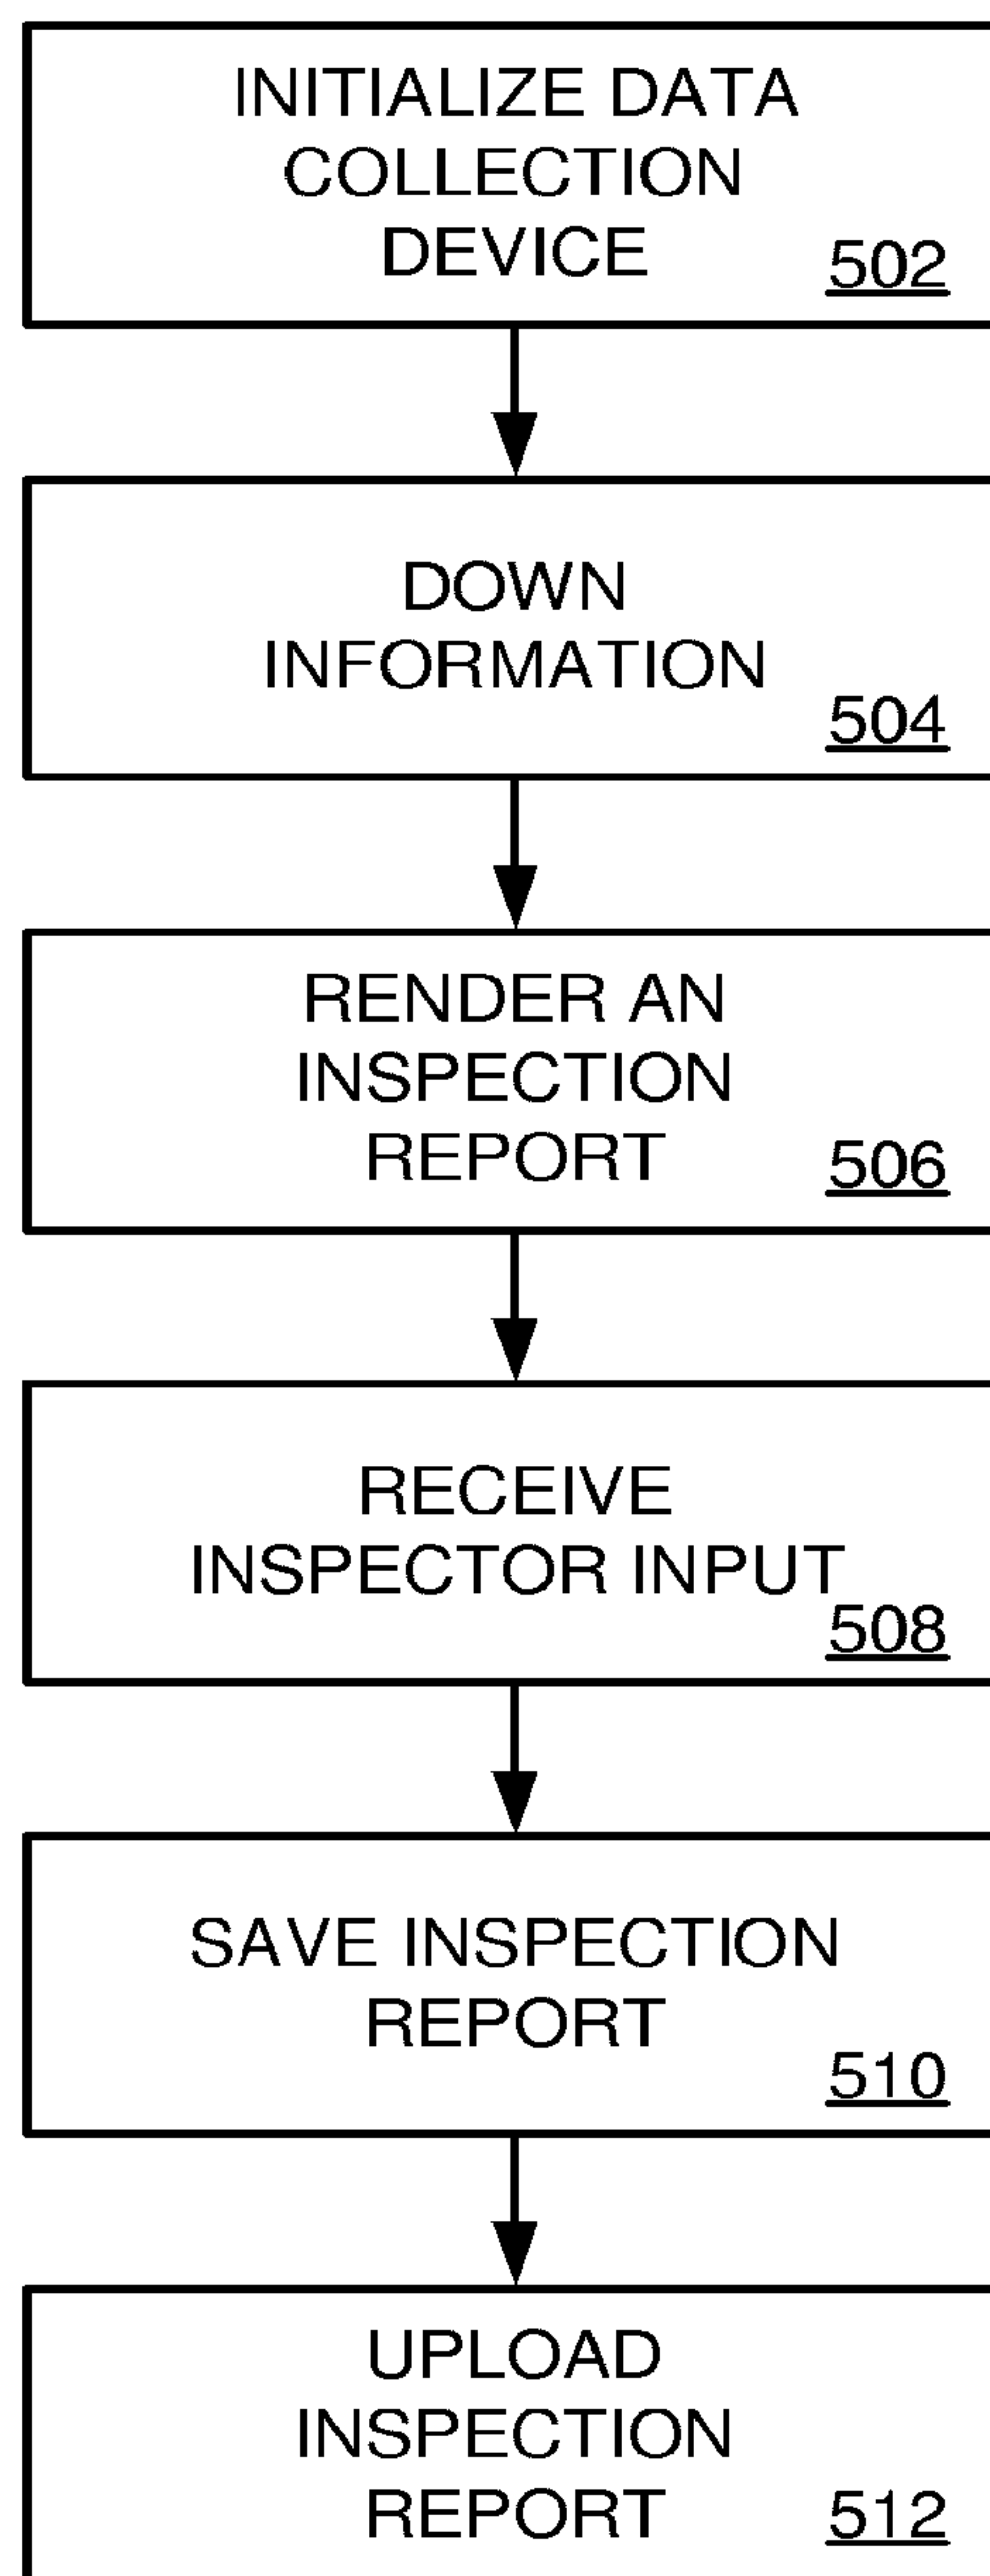 INITIALIZE DATA
COLLECTION
DEVICE
502
DOWN
INFORMATION
504
RENDER AN
INSPECTION
REPORT
506
RECEIVE
INSPECTOR INPUT
508
SAVE INSPECTION
REPORT
510
UPLOAD
INSPECTION
REPORT
512